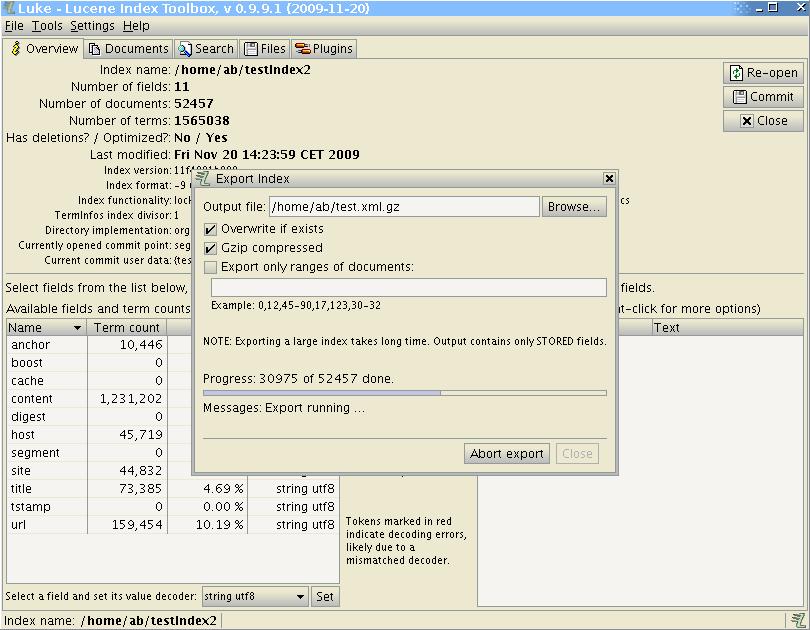 Luke - Lucene Index Toolbox, v 0.9.9.1 (2009-11-20)
File Tools Settings Help
Overview Documents Search Files Plugins
Index name: /home/ab/testIndex2
Number of fields: 11
Number of documents: 52457
Number of terms: 1565038
Has deletions? / Optimized?: No / Yes
Last modified: Fri Nov 20 14:23:59 CET 2009
Index version:
Index format: -9
Index functionality: lock
TermInfos index divisor: 1
Directory implementation: org
Currently opened commit point: seg
Current commit user data: {tes
Re-open
Commit
Close
cs
Export Index
Output file: /home/ab/test.xml.gz Browse...
Overwrite if exists
Gzip compressed
Export only ranges of documents:
Example: 0,12,45-90,17,123,30-32
NOTE: Exporting a large index takes long time. Output contains only STORED fields.
Progress: 30975 of 52457 done.
Messages: Export running ...
Abort export Close
Select fields from the list below, fields.
Available fields and term counts t-click for more options)
Name Term count Text
anchor 10,446
boost 0
cache 0
content 1,231,202
digest 0
host 45,719
segment 0
site 44,832
title 73,385 4.69 % string utf8
tstamp 0 0.00 % string utf8
url 159,454 10.19 % string utf8
Tokens marked in red
indicate decoding errors,
likely due to a
mismatched decoder.
Select a field and set its value decoder: string utf8 Set
Index name: /home/ab/testIndex2